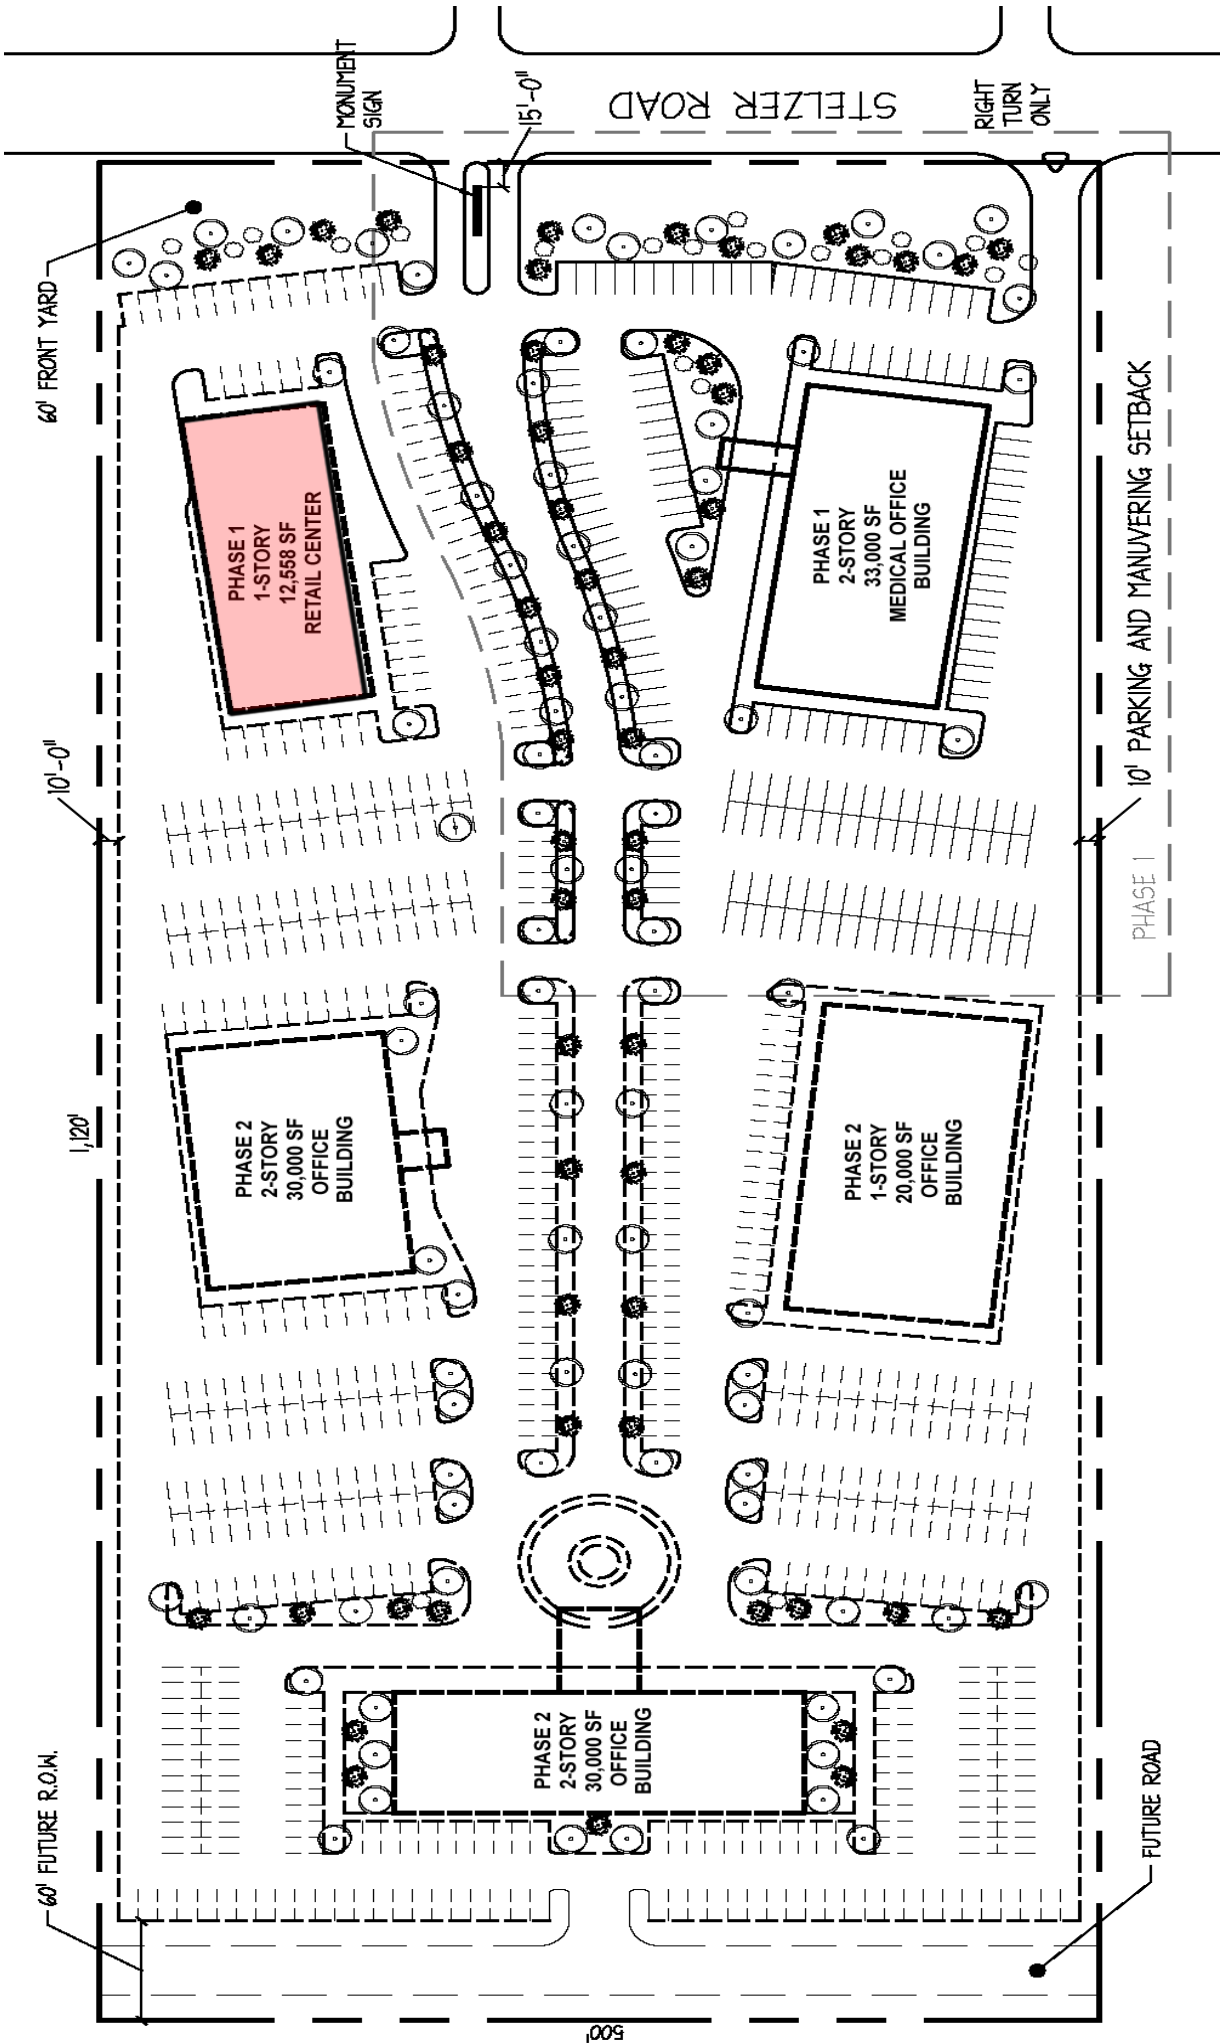 MONUMENT
SIGN
15'-0"
STELZER ROAD
RIGHT
TURN
ONLY
60' FRONT YARD
PHASE 1
1-STORY
12,558 SF
RETAIL CENTER
PHASE 1
2-STORY
33,000 SF
MEDICAL OFFICE
BUILDING
10'-0"
10' PARKING AND MANUVERING SETBACK
PHASE 1
1,120'
PHASE 2
2-STORY
30,000 SF
OFFICE
BUILDING
PHASE 2
1-STORY
20,000 SF
OFFICE
BUILDING
PHASE 2
2-STORY
30,000 SF
OFFICE
BUILDING
60' FUTURE R.O.W.
FUTURE ROAD
500'